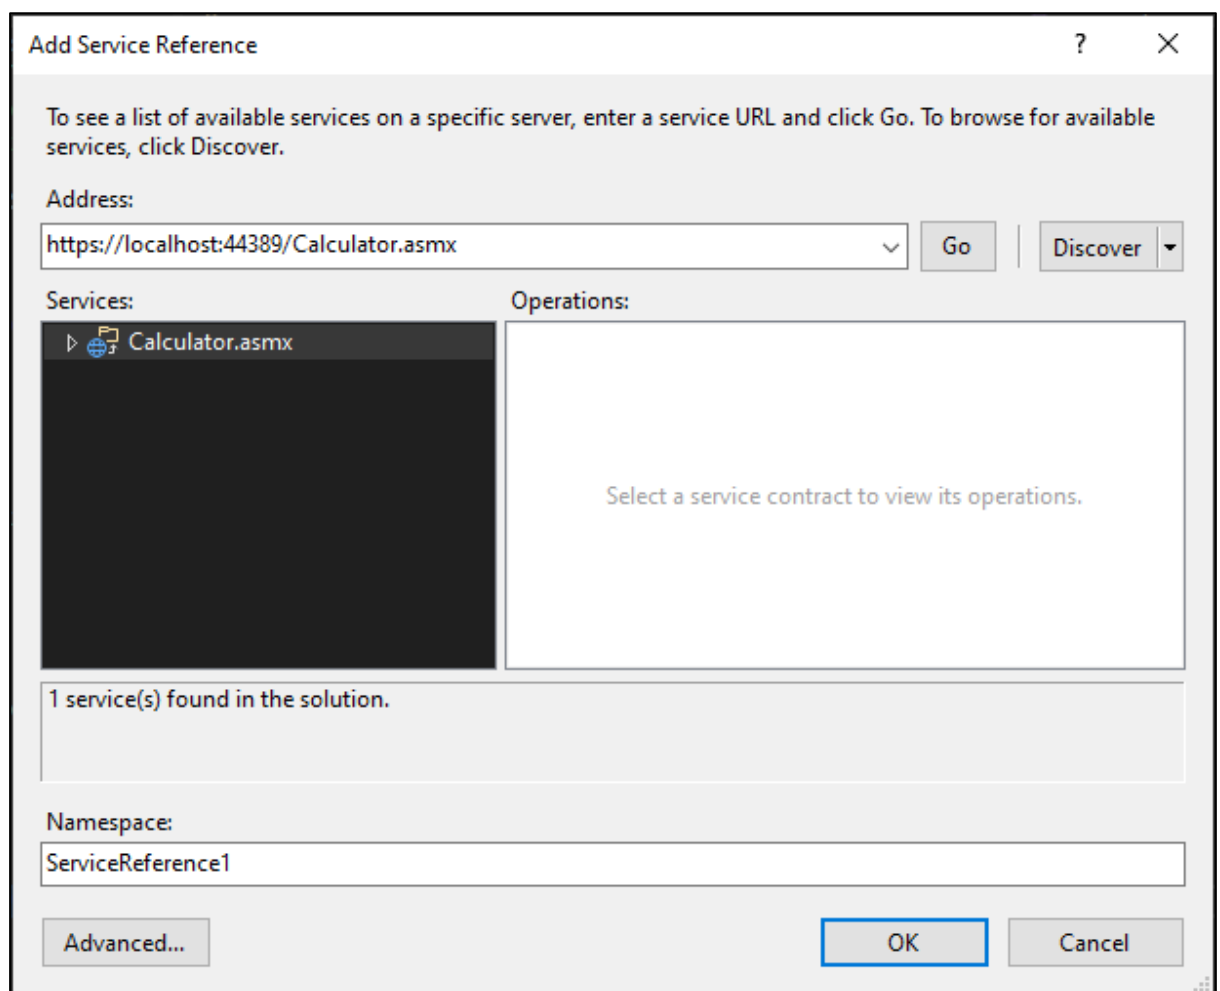 Add Service Reference
?
To see a list of available services on a specific server, enter a service URL and click Go. To browse for available
services, click Discover.
Address:
https://localhost:44389/Calculator.asmx
Go
Discover
Services:
Operations:
Calculator.asmx
Select a service contract to view its operations.
1 service(s) found in the solution.
Namespace:
ServiceReference1
Advanced...
OK
Cancel